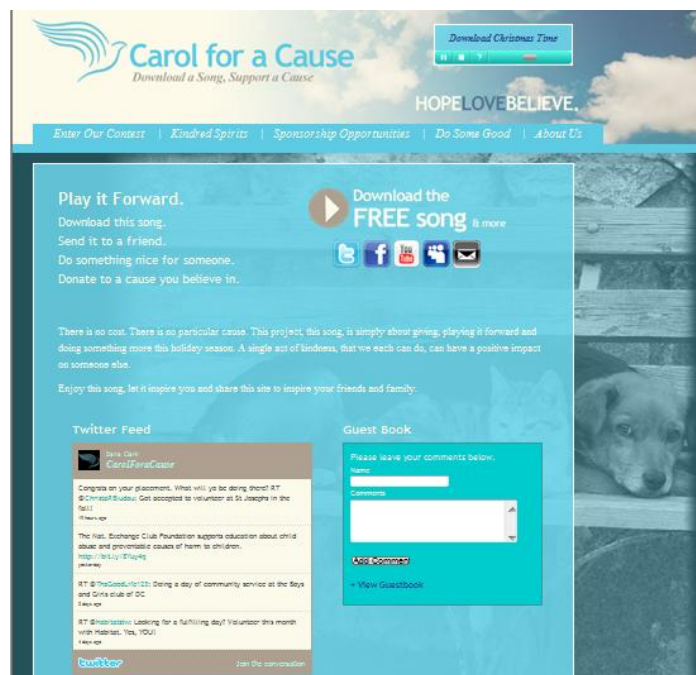 Carol for a Cause
Download a Song, Support a Cause
Download Christmas Time
HOPELOVEBELIEVE.
Enter Our Contest | Kindred Spirits | Sponsorship Opportunities | Do Some Good | About Us
Play it Forward.
Download this song.
Send it to a friend.
Do something nice for someone.
Donate to a cause you believe in.
Download the
FREE song & more
You
Tube
There is no cost. There is no particular cause. This project, this song, is simply about giving, playing it forward and
doing something more this holiday season. A single act of kindness, that we each can do, can have a positive impact
on someone else.
Enjoy this song, let it inspire you and share this site to inspire your friends and family.
Twitter Feed
CarolForaCause
Congrats on your placement. What will yo be doing there? RT
Got accepted to volunteer at St Josephs in the
fall!
hours ago
The Nat. Exchange Club Foundation supports education about child
abuse and preventable causes of harm to children.
yesterday
RT @TheGoodLife123: Doing a day of community service at the Boys
and Girls club of OC
days ago
RT Looking for a fulfilling day? Volunteer this month
with Habitat. Yes, YOU!
days ago
twitter
Join the conversation
Guest Book
Please leave your comments below.
Name
Comments
Add Comment
» View Guestbook